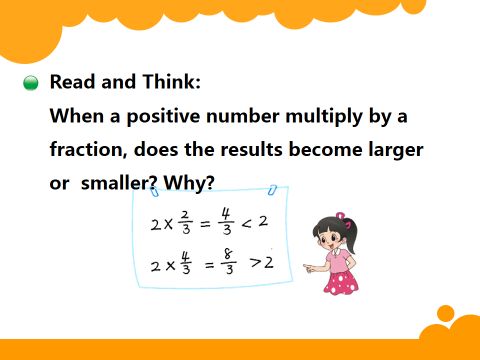 Read and Think:
When a positive number multiply by a
fraction, does the results become larger
or smaller? Why?
2 × 2/3 = 4/3 < 2
2 × 4/3 = 8/3 > 2